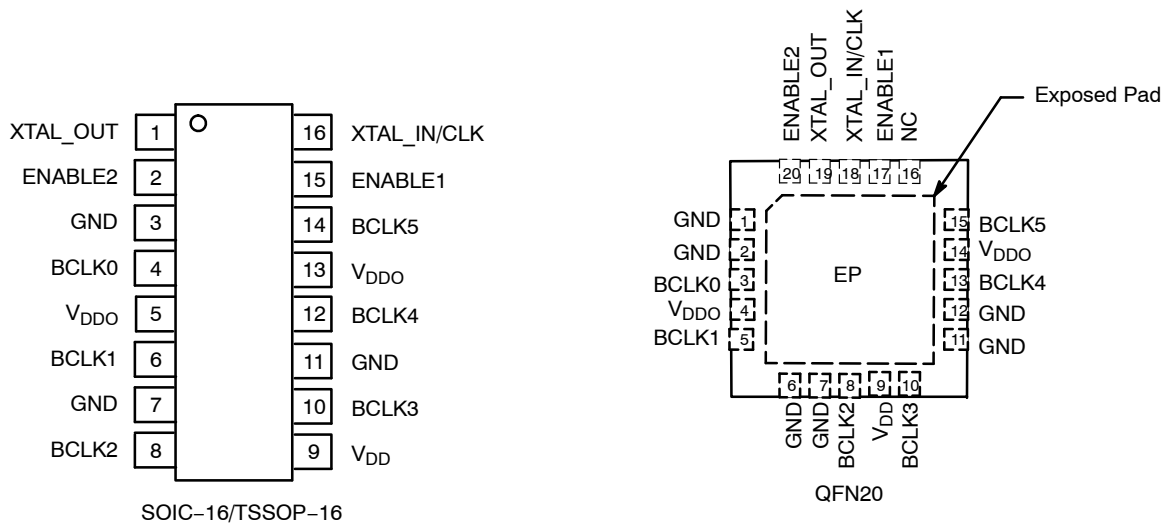 XTAL_OUT 1 16 XTAL_IN/CLK
ENABLE2 2 15 ENABLE1
GND 3 14 BCLK5
BCLK0 4 13 VDDO
VDDO 5 12 BCLK4
BCLK1 6 11 GND
GND 7 10 BCLK3
BCLK2 8 9 VDD
SOIC−16/TSSOP−16
ENABLE2
XTAL_OUT
XTAL_IN/CLK
ENABLE1
NC
Exposed Pad
20 19 18 17 16
GND 1 15 BCLK5
GND 2 14 VDDO
BCLK0 3 EP 13 BCLK4
VDDO 4 12 GND
BCLK1 5 11 GND
6 7 8 9 10
GND
GND
BCLK2
VDD
BCLK3
QFN20